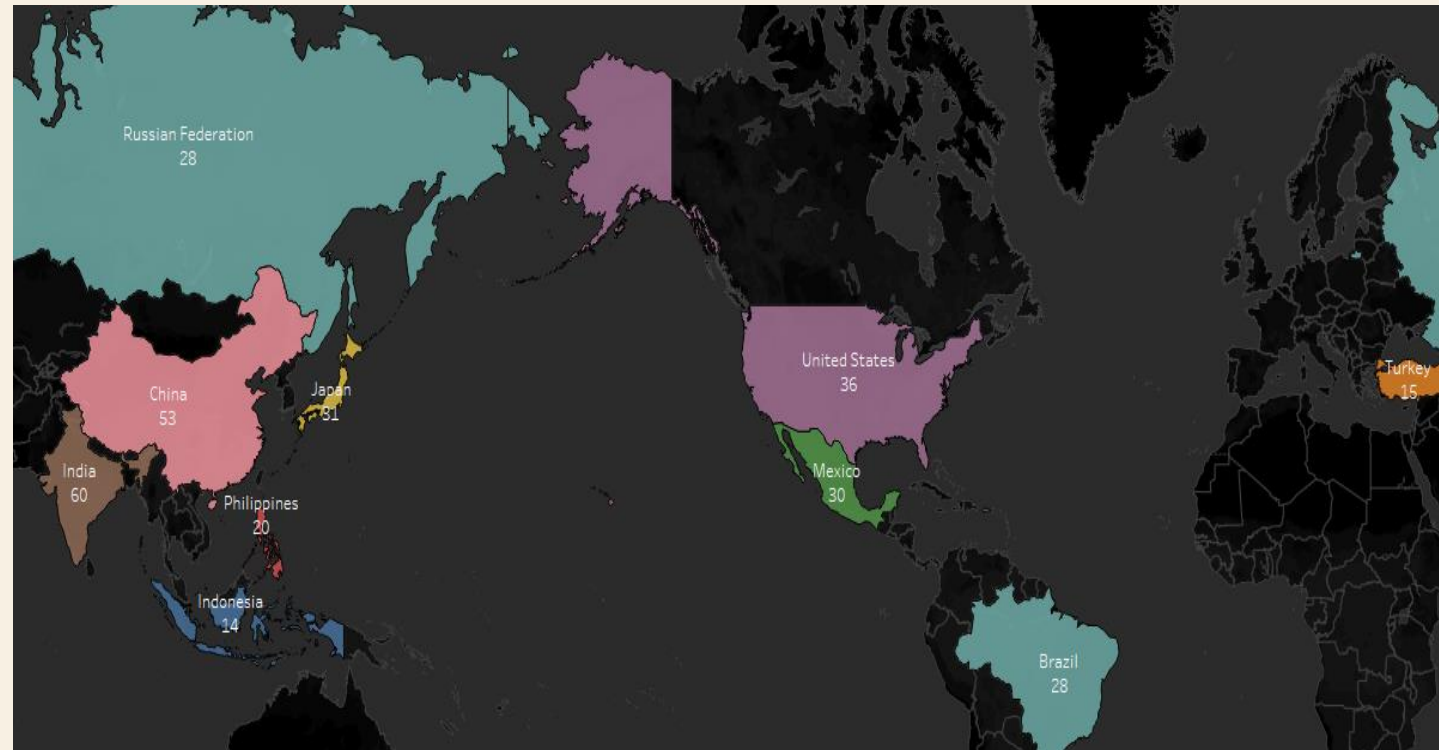 Russian Federation
28
China
53
Japan
31
India
60
Philippines
20
Indonesia
14
United States
36
Mexico
30
Brazil
28
Turkey
15